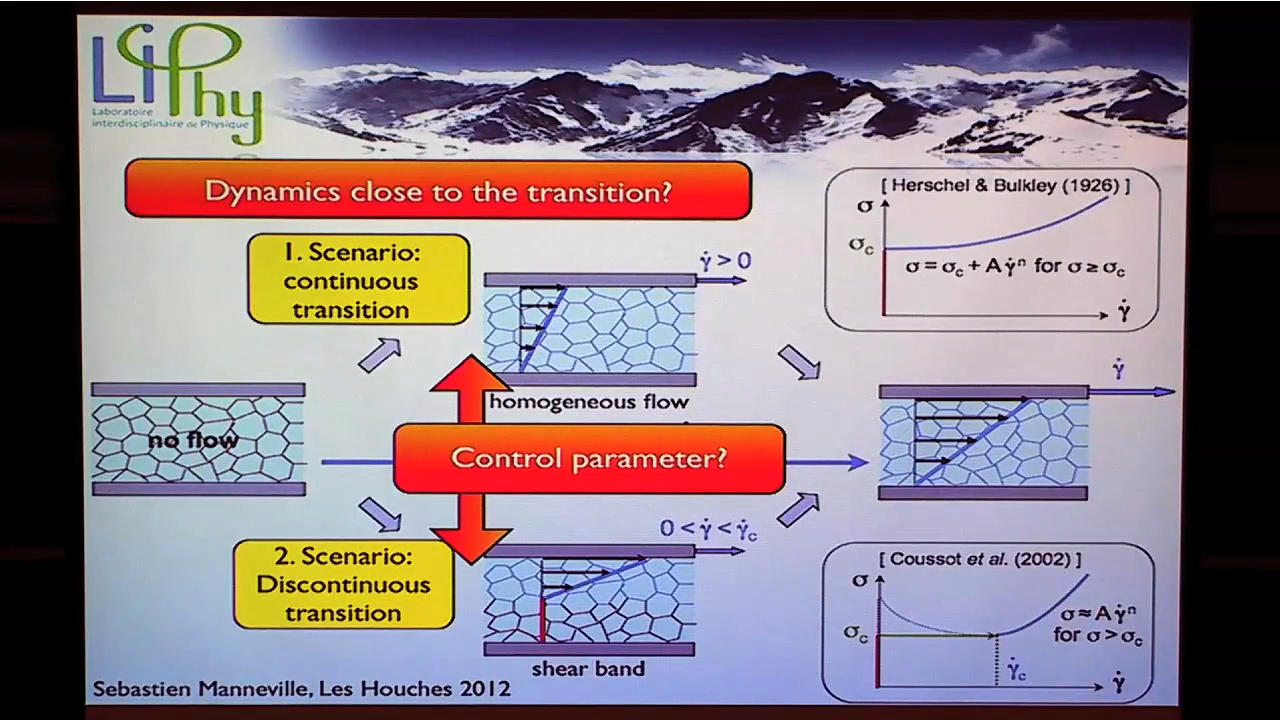 LiPhy
Laboratoire
interdisciplinaire de Physique
Dynamics close to the transition?
[ Herschel & Bulkley (1926) ]
σ
σc
σ = σc + A γ̇ⁿ for σ ≥ σc
γ̇
1. Scenario:
continuous
transition
γ̇ > 0
homogeneous flow
no flow
Control parameter?
γ̇
2. Scenario:
Discontinuous
transition
0 < γ̇ < γ̇c
shear band
[ Coussot et al. (2002) ]
σ
σc
σ ≈ A γ̇ⁿ
for σ > σc
γ̇c
γ̇
Sebastien Manneville, Les Houches 2012